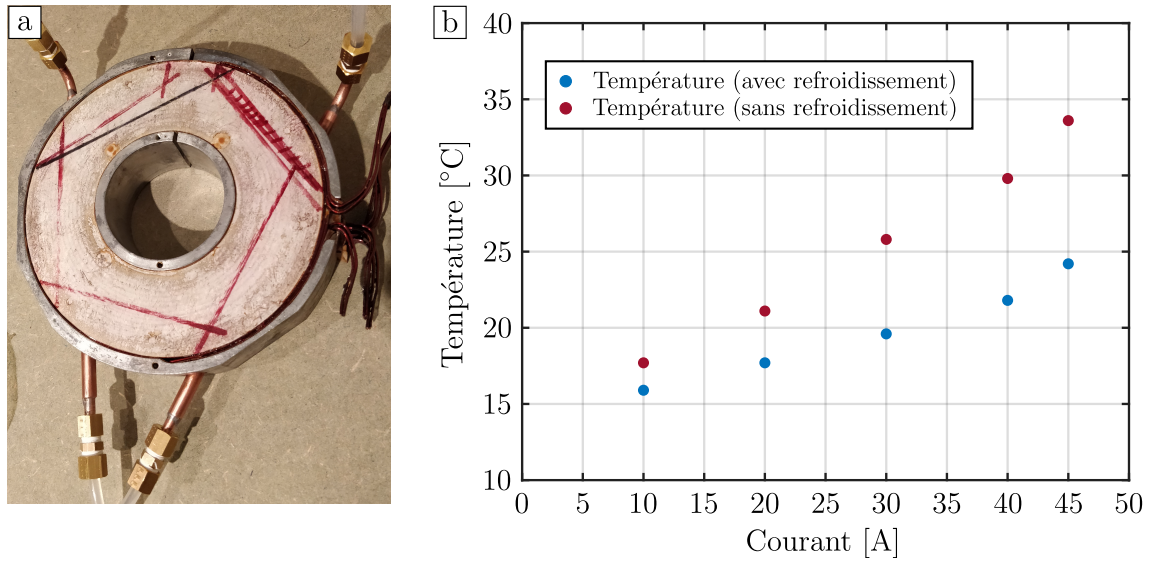 a
b
40
35
30
25
20
15
10
Température [°C]
Température (avec refroidissement)
Température (sans refroidissement)
0 5 10 15 20 25 30 35 40 45 50
Courant [A]